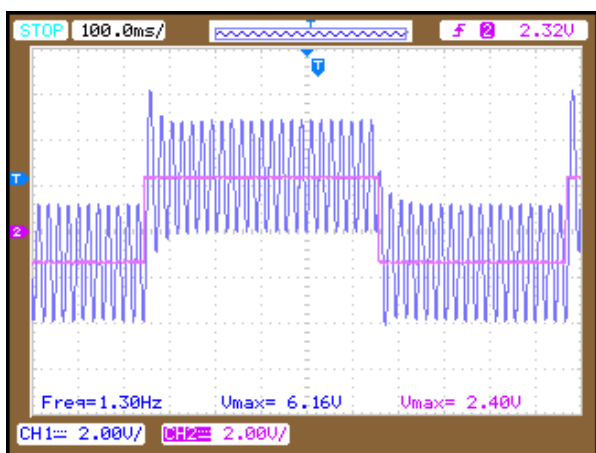 STOP 100.0ms/ T f 2 2.32V
T
T
2
Freq=1.30Hz Vmax= 6.16V Vmax= 2.40V
CH1 2.00V/ CH2 2.00V/